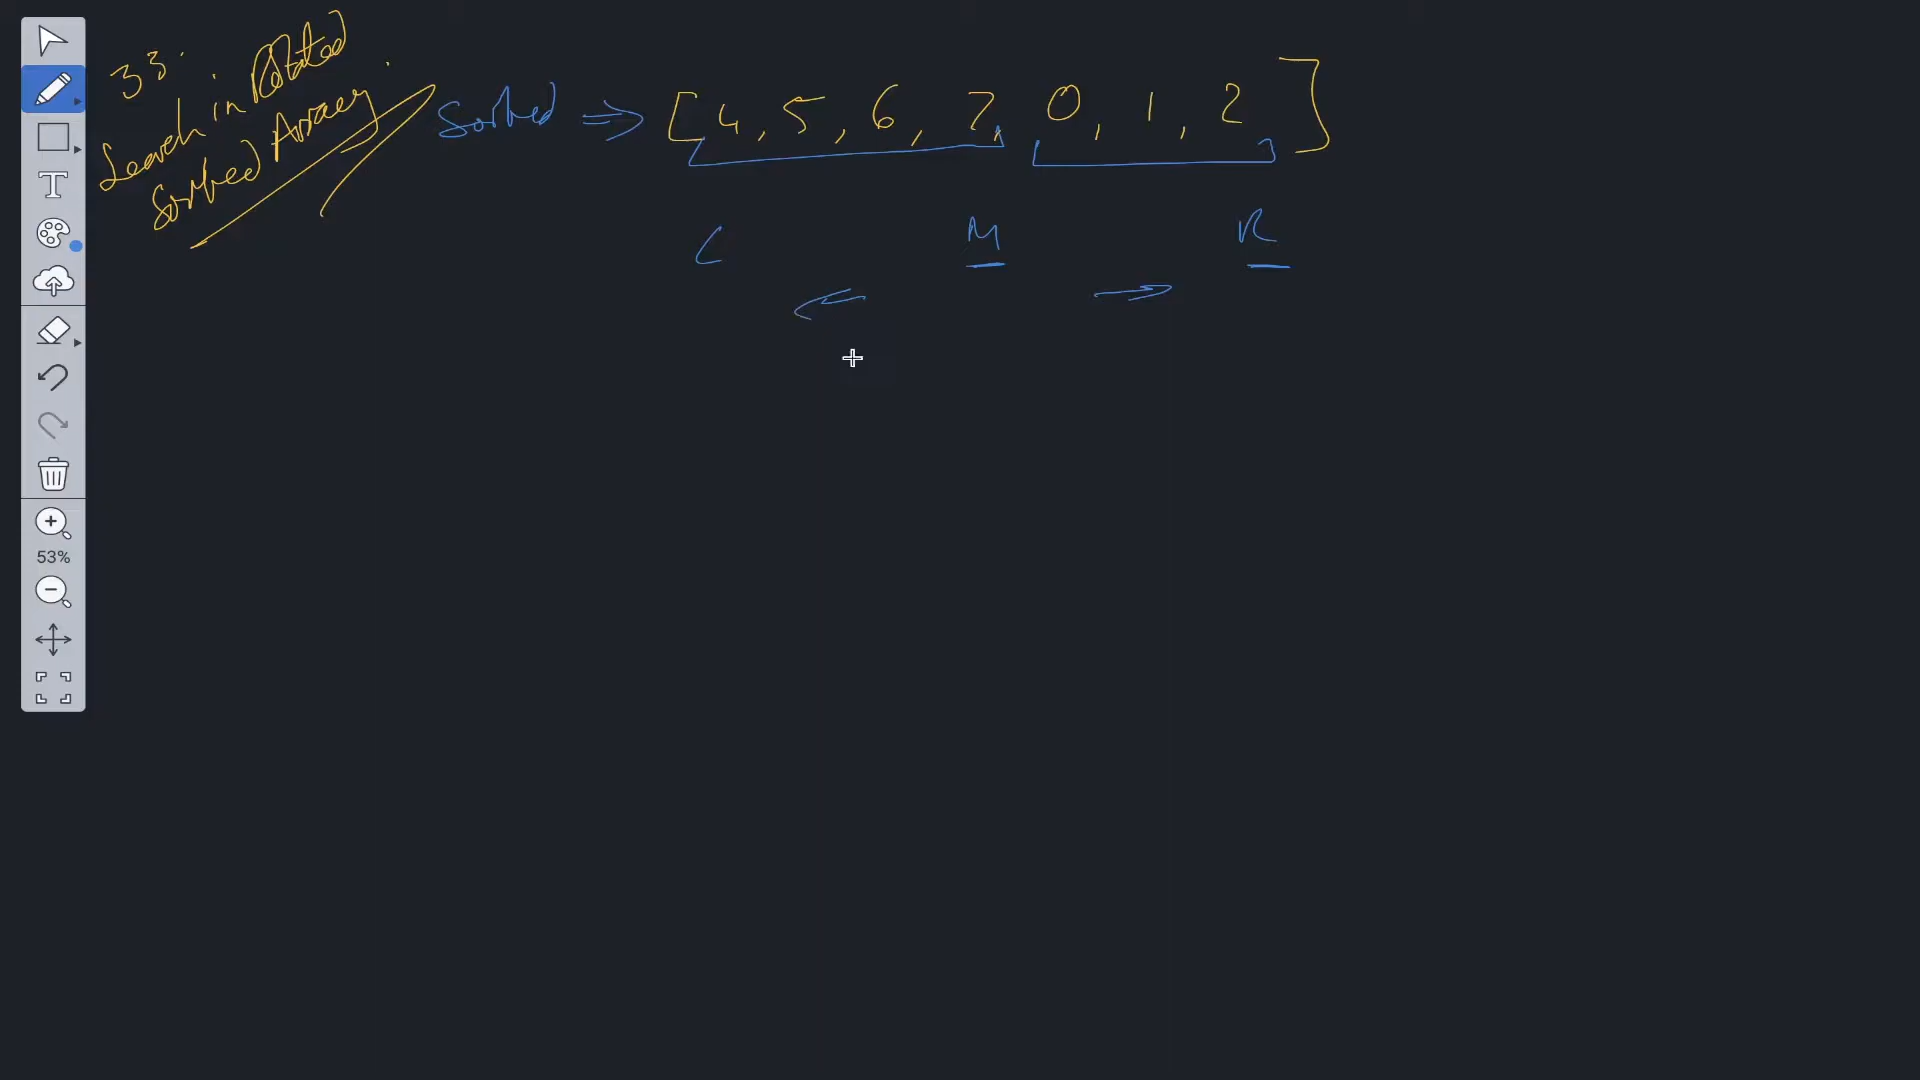 33.
Search in Rotated
Sorted Array
Sorted ⇒ [4, 5, 6, 7, 0, 1, 2]
L M R
53%